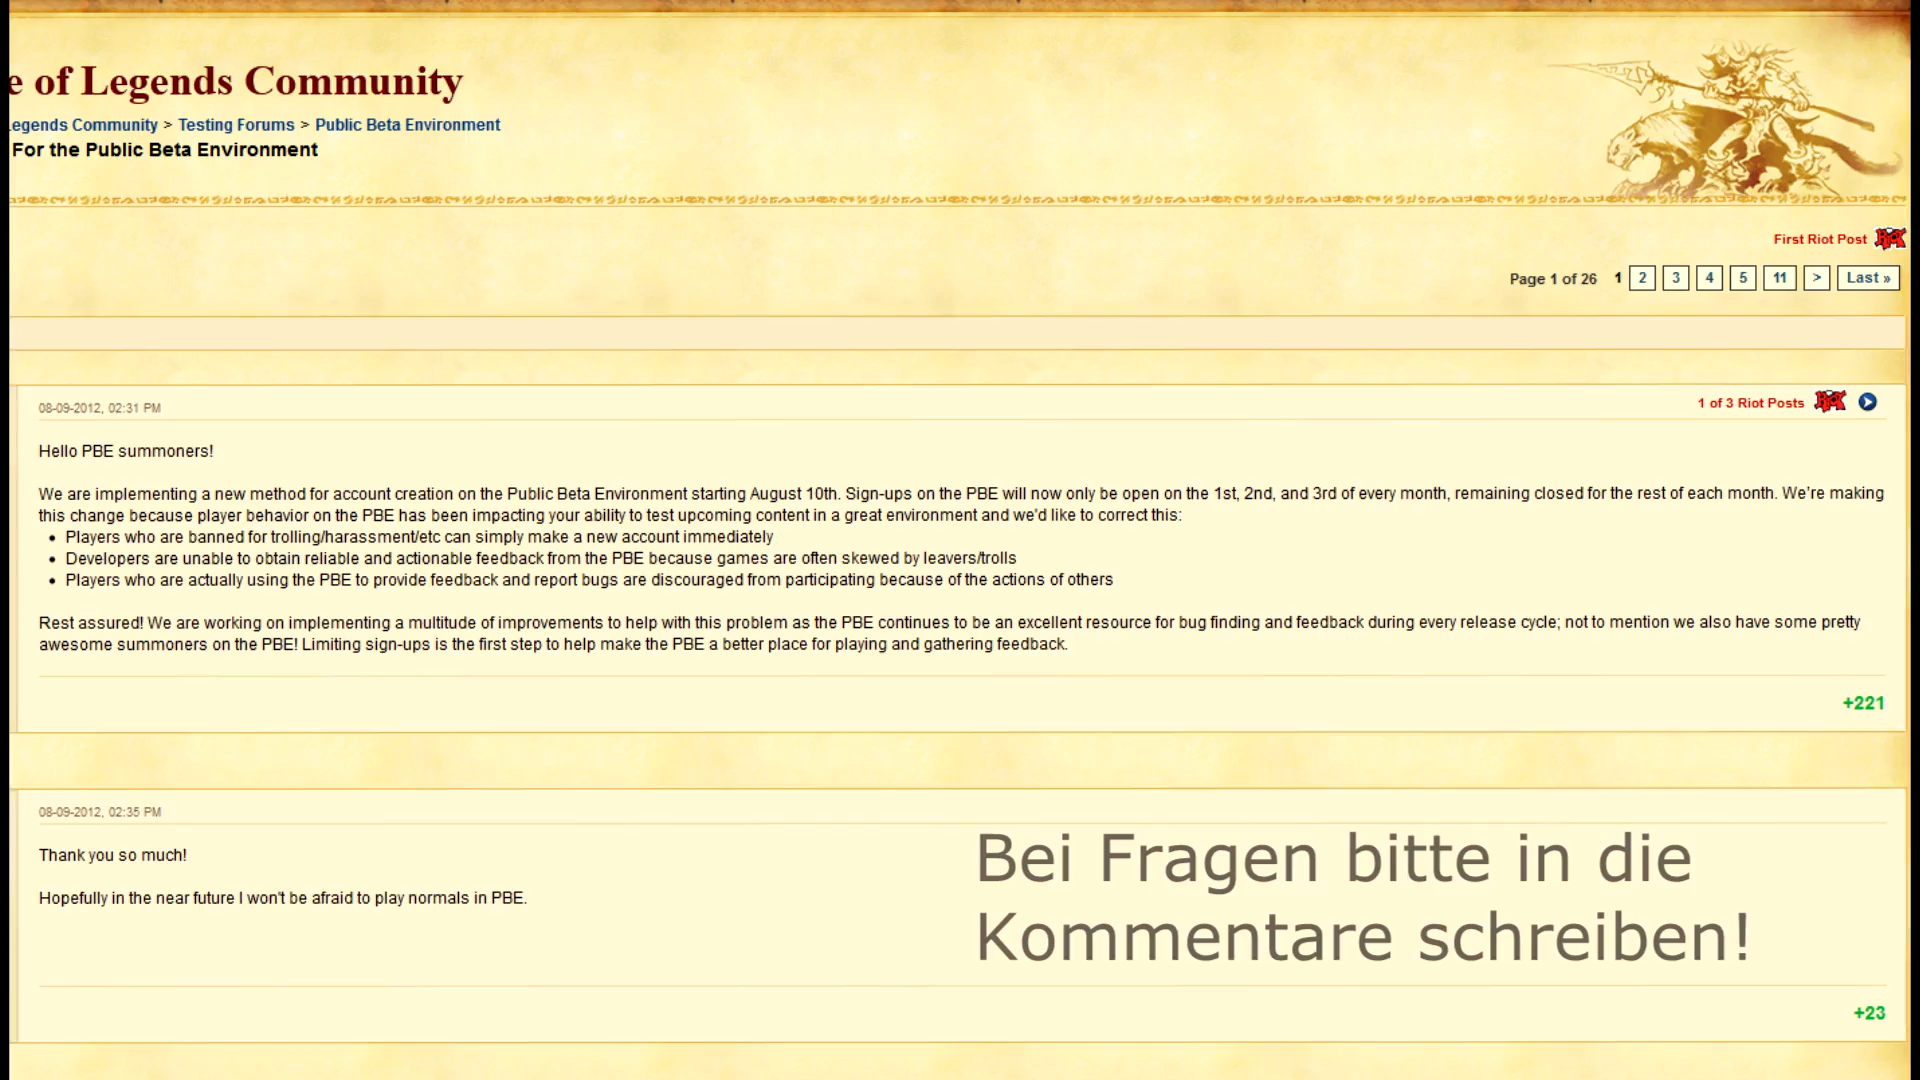 e of Legends Community
Legends Community > Testing Forums > Public Beta Environment
For the Public Beta Environment
First Riot Post RIOT
Page 1 of 26 1 2 3 4 5 11 > Last »
08-09-2012, 02:31 PM
1 of 3 Riot Posts RIOT
Hello PBE summoners!
We are implementing a new method for account creation on the Public Beta Environment starting August 10th. Sign-ups on the PBE will now only be open on the 1st, 2nd, and 3rd of every month, remaining closed for the rest of each month. We're making
this change because player behavior on the PBE has been impacting your ability to test upcoming content in a great environment and we'd like to correct this:
• Players who are banned for trolling/harassment/etc can simply make a new account immediately
• Developers are unable to obtain reliable and actionable feedback from the PBE because games are often skewed by leavers/trolls
• Players who are actually using the PBE to provide feedback and report bugs are discouraged from participating because of the actions of others
Rest assured! We are working on implementing a multitude of improvements to help with this problem as the PBE continues to be an excellent resource for bug finding and feedback during every release cycle; not to mention we also have some pretty
awesome summoners on the PBE! Limiting sign-ups is the first step to help make the PBE a better place for playing and gathering feedback.
+221
08-09-2012, 02:35 PM
Thank you so much!
Hopefully in the near future I won't be afraid to play normals in PBE.
Bei Fragen bitte in die
Kommentare schreiben!
+23